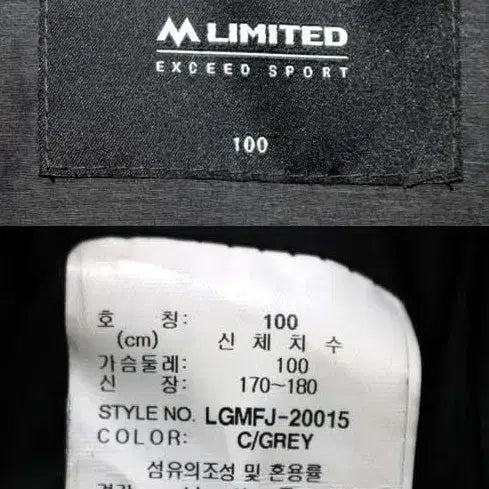 M LIMITED
EXCEED SPORT
100
호 칭: 100
(cm) 신 체 치 수
가슴둘레: 100
신 장: 170~180
STYLE NO. LGMFJ-20015
COLOR: C/GREY
섬유의조성 및 혼용률